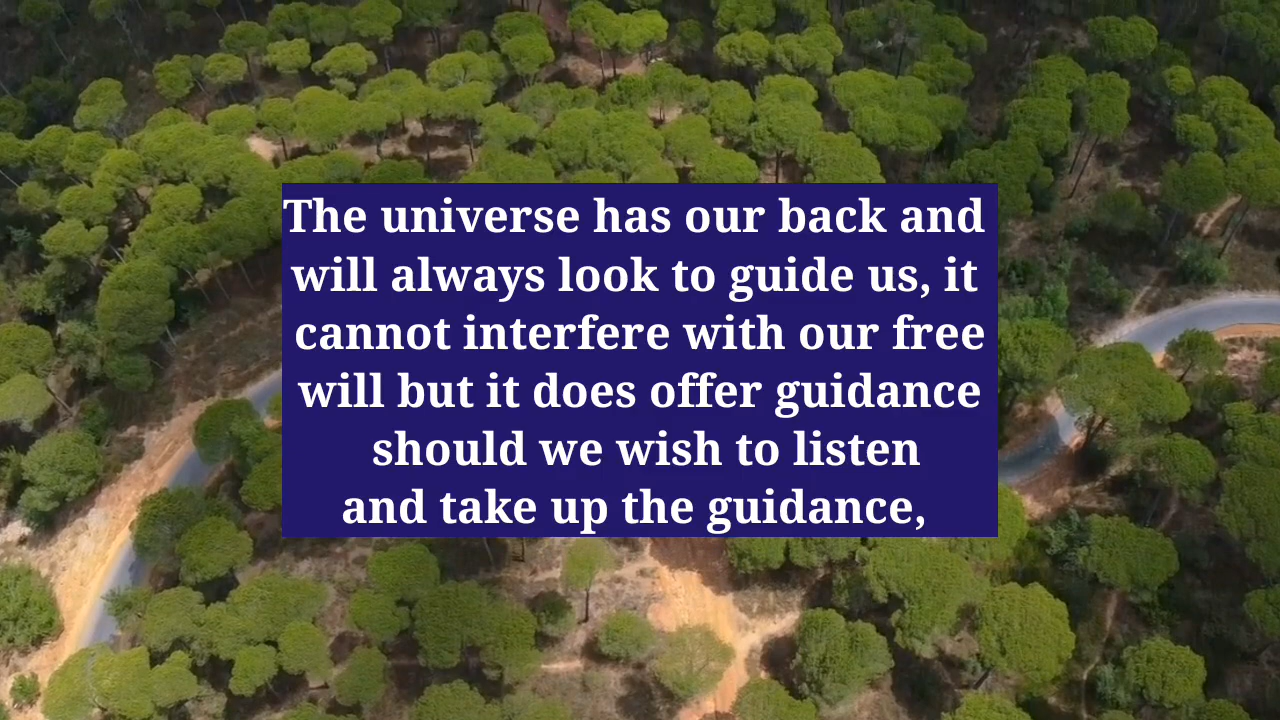 The universe has our back and
will always look to guide us, it
cannot interfere with our free
will but it does offer guidance
should we wish to listen
and take up the guidance,